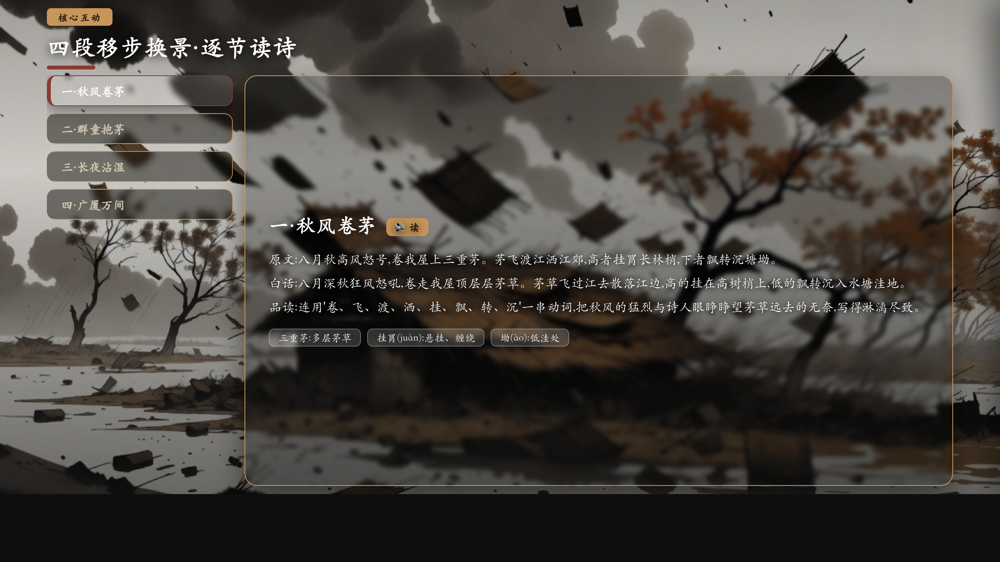 核心互动
四段移步换景·逐节读诗
一·秋风卷茅
二·群童抱茅
三·长夜沾湿
四·广厦万间
一·秋风卷茅
读
原文:八月秋高风怒号,卷我屋上三重茅。茅飞渡江洒江郊,高者挂罥长林梢,下者飘转沉塘坳。
白话:八月深秋狂风怒吼,卷走我屋顶层层茅草。茅草飞过江去散落江边,高的挂在高树梢上,低的飘转沉入水塘洼地。
品读:连用'卷、飞、渡、洒、挂、飘、转、沉'一串动词,把秋风的猛烈与诗人眼睁睁望茅草远去的无奈,写得淋漓尽致。
三重茅:多层茅草
挂罥(juàn):悬挂、缠绕
坳(ào):低洼处